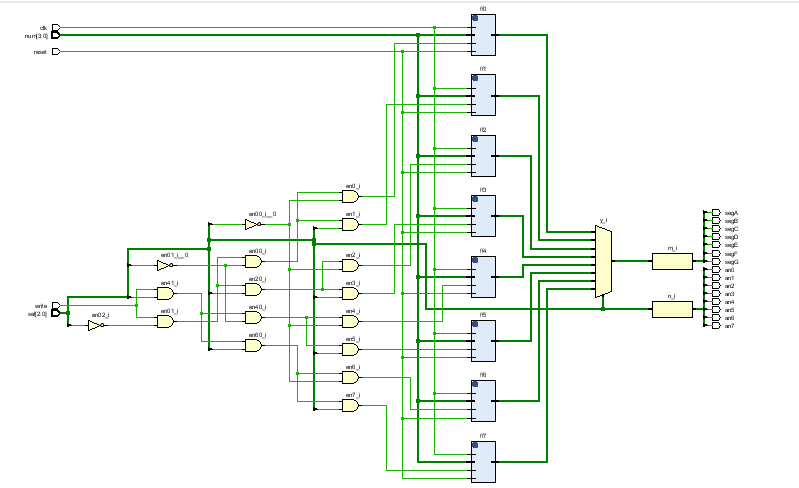 clk
num[3:0]
reset
write
sel[2:0]
en02_i
en01_i__0
en41_i
en01_i
en00_i__0
en00_i
en20_i
en40_i
en60_i
en0_i
en1_i
en2_i
en3_i
en4_i
en5_i
en6_i
en7_i
ff0
ff1
ff2
ff3
ff4
ff5
ff6
ff7
y_i
m_i
n_i
segA
segB
segC
segD
segE
segF
segG
an0
an1
an2
an3
an4
an5
an6
an7